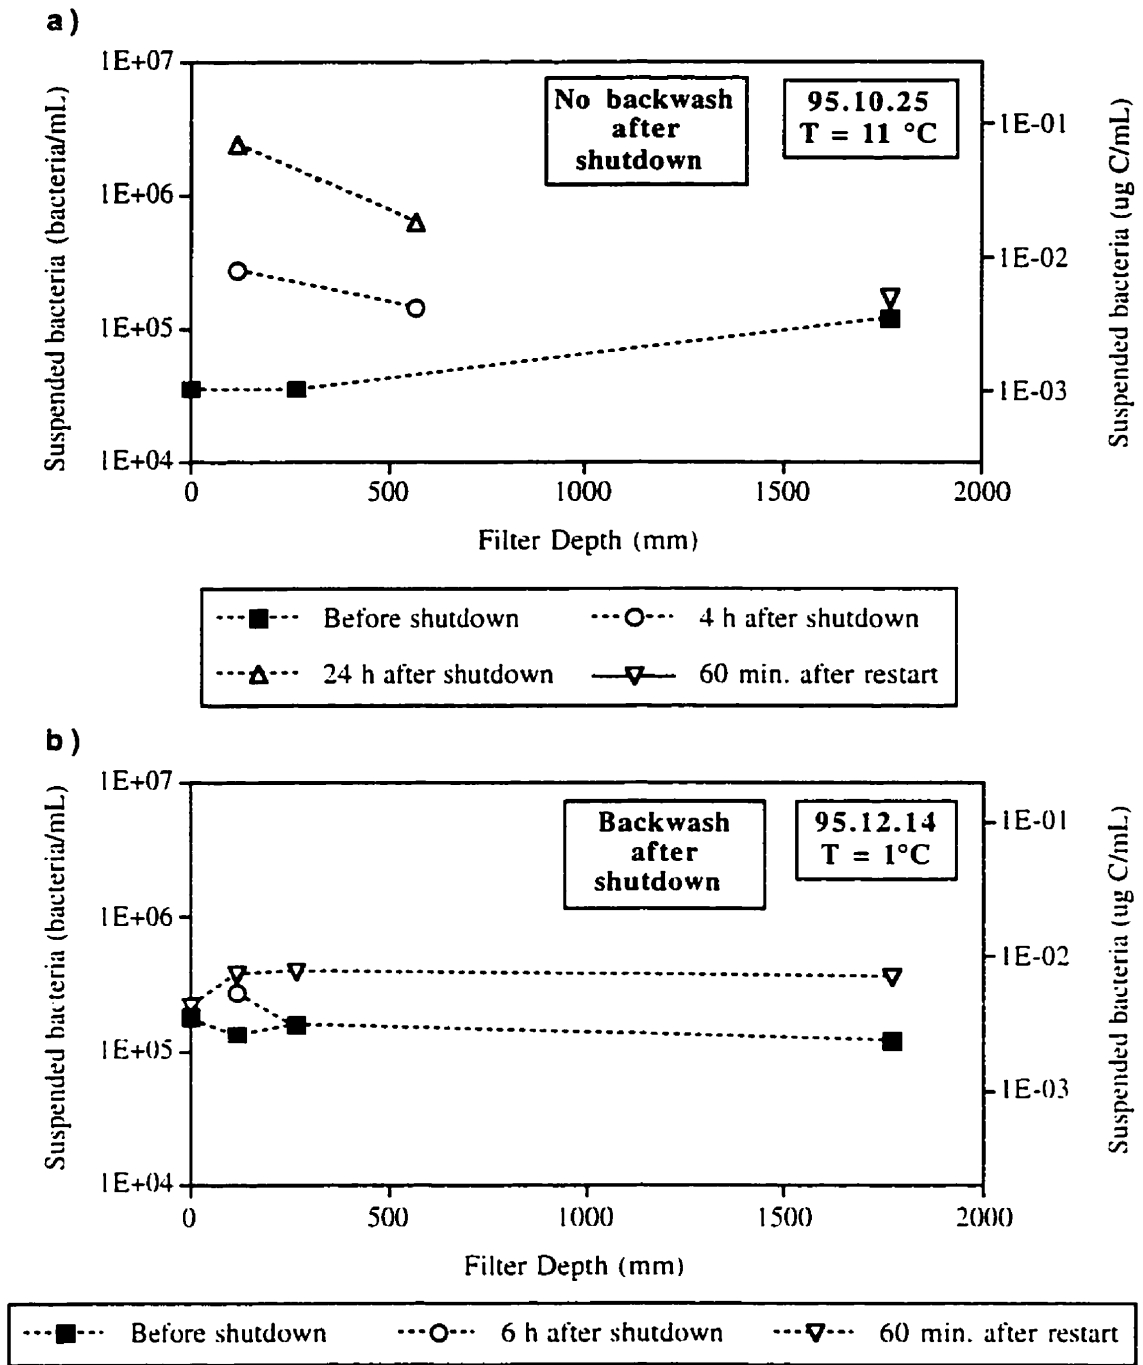 a)
No backwash
after
shutdown
95.10.25
T = 11 °C
Suspended bacteria (bacteria/mL)
1E+07
1E+06
1E+05
1E+04
Suspended bacteria (ug C/mL)
1E-01
1E-02
1E-03
0 500 1000 1500 2000
Filter Depth (mm)
Before shutdown 4 h after shutdown
24 h after shutdown 60 min. after restart
b)
Backwash
after
shutdown
95.12.14
T = 1°C
Suspended bacteria (bacteria/mL)
1E+07
1E+06
1E+05
1E+04
Suspended bacteria (ug C/mL)
1E-01
1E-02
1E-03
0 500 1000 1500 2000
Filter Depth (mm)
Before shutdown 6 h after shutdown 60 min. after restart